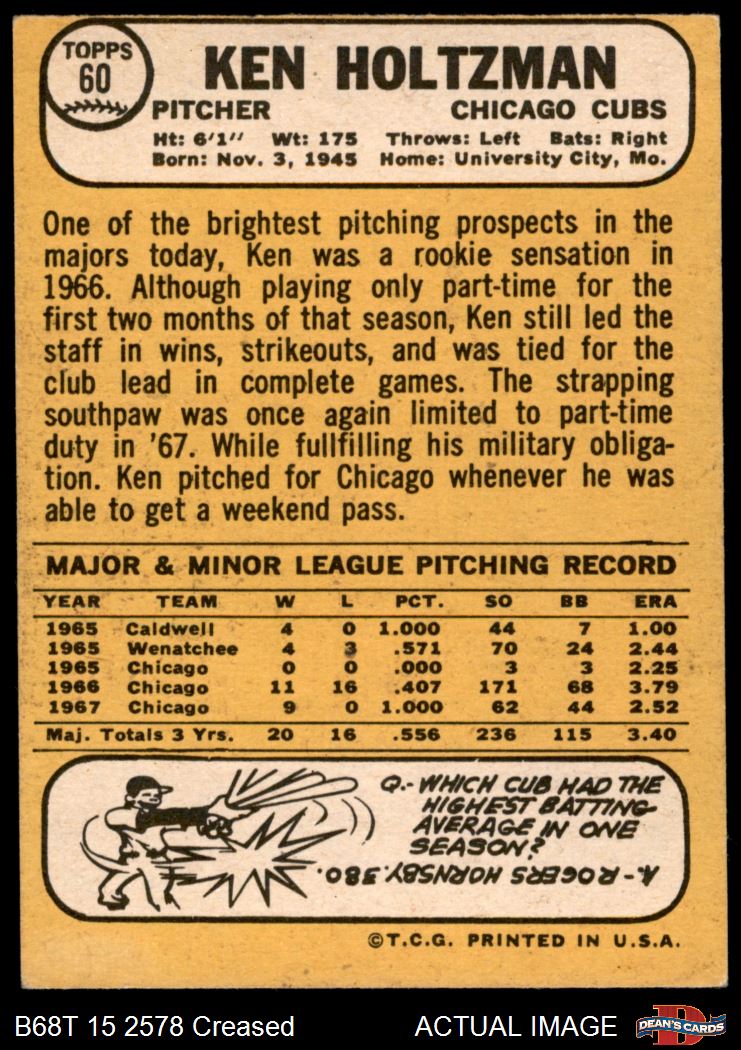 TOPPS
60
KEN HOLTZMAN
PITCHER CHICAGO CUBS
Ht: 6'1" Wt: 175 Throws: Left Bats: Right
Born: Nov. 3, 1945 Home: University City, Mo.
One of the brightest pitching prospects in the
majors today, Ken was a rookie sensation in
1966. Although playing only part-time for the
first two months of that season, Ken still led the
staff in wins, strikeouts, and was tied for the
club lead in complete games. The strapping
southpaw was once again limited to part-time
duty in '67. While fullfilling his military obliga-
tion. Ken pitched for Chicago whenever he was
able to get a weekend pass.
MAJOR & MINOR LEAGUE PITCHING RECORD
YEAR TEAM W L PCT. SO BB ERA
1965 Caldwell 4 0 1.000 44 7 1.00
1965 Wenatchee 4 3 .571 70 24 2.44
1965 Chicago 0 0 .000 3 3 2.25
1966 Chicago 11 16 .407 171 68 3.79
1967 Chicago 9 0 1.000 62 44 2.52
Maj. Totals 3 Yrs. 20 16 .556 236 115 3.40
Q.- WHICH CUB HAD THE
HIGHEST BATTING
AVERAGE IN ONE
SEASON?
A- ROGERS HORNSBY .380.
©T.C.G. PRINTED IN U.S.A.
B68T 15 2578 Creased ACTUAL IMAGE
DEAN'S CARDS